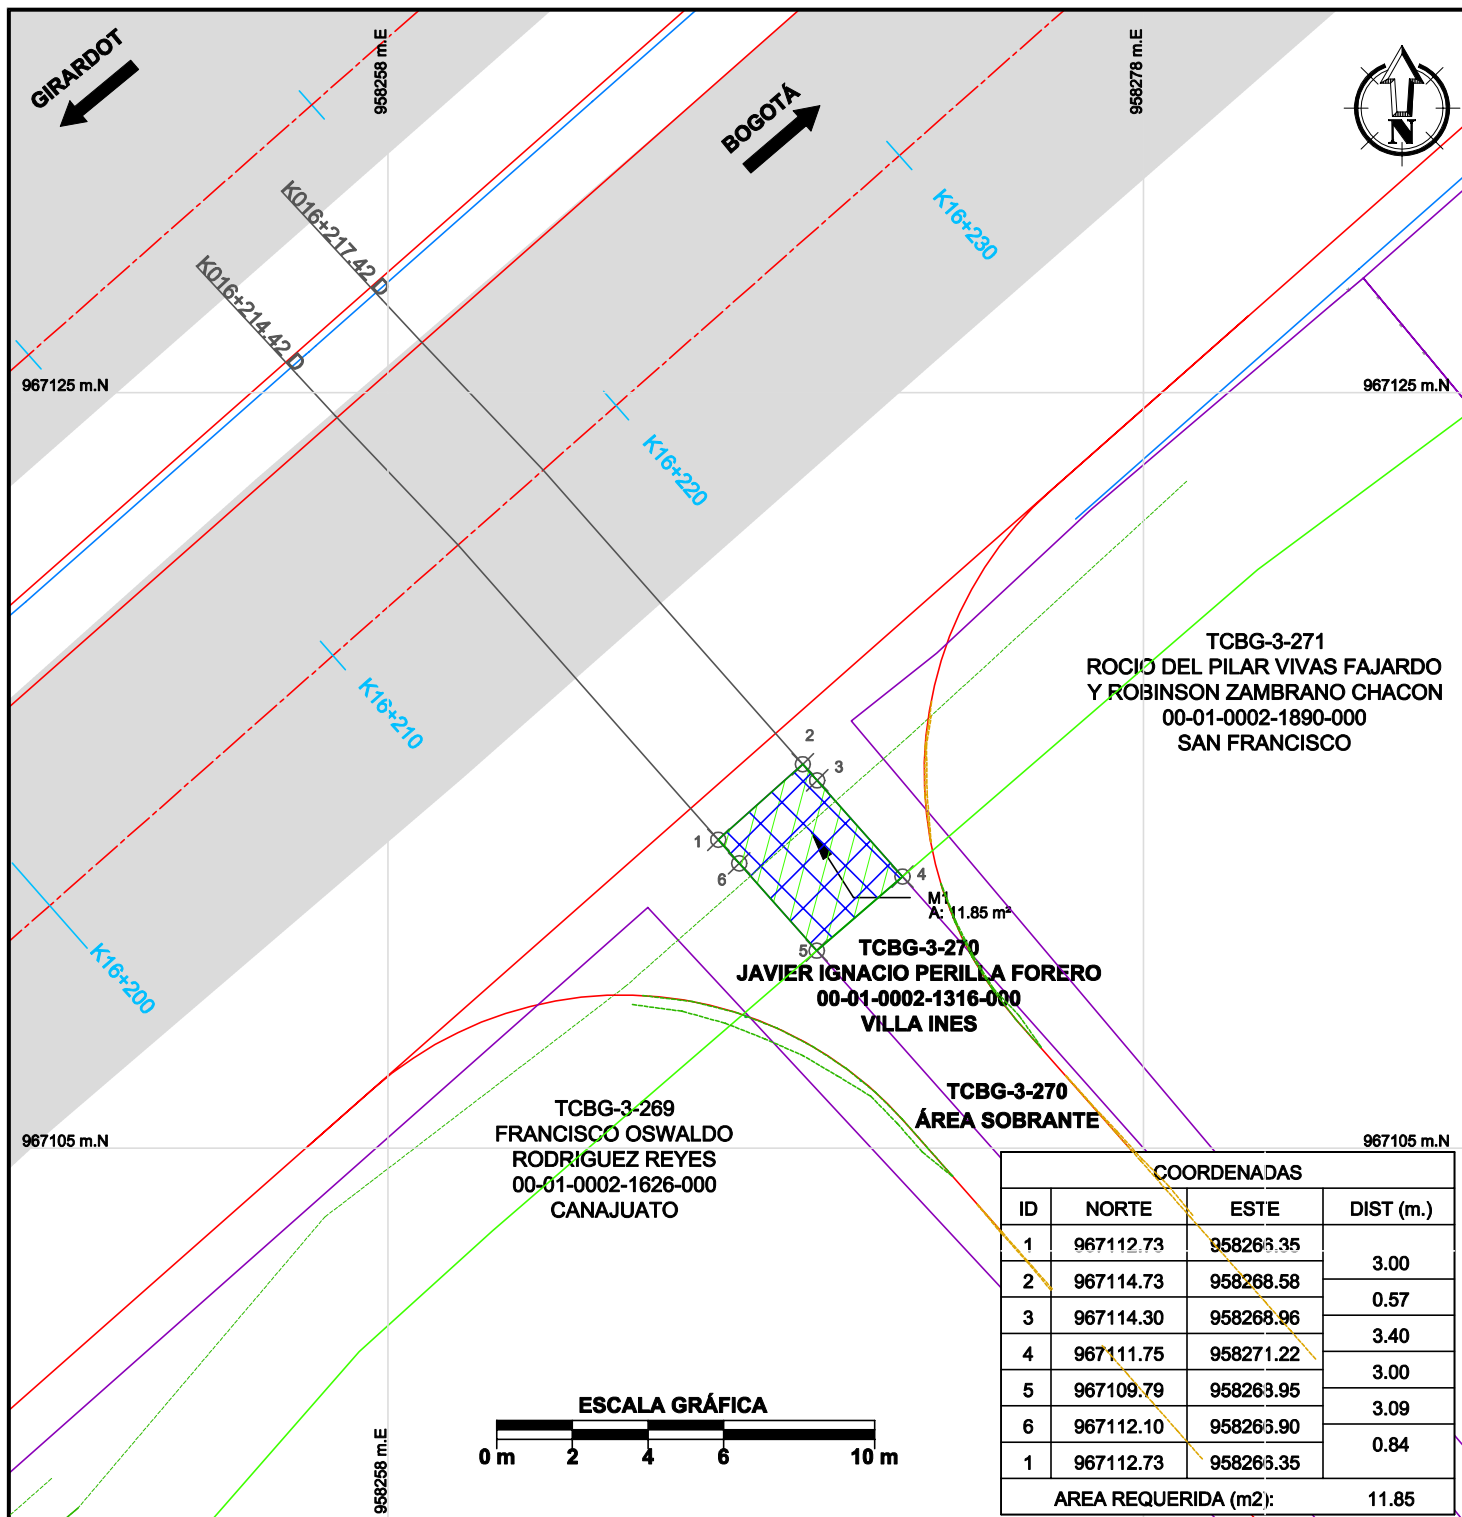 GIRARDOT
958258 m.E
BOGOTÁ
958278 m.E
N
K016+217.42 D
K16+230
K016+214.42 D
967125 m.N
967125 m.N
K16+220
TCBG-3-271
ROCIO DEL PILAR VIVAS FAJARDO
Y ROBINSON ZAMBRANO CHACON
00-01-0002-1890-000
SAN FRANCISCO
K16+210
2
3
1
6
4
5
M1
A: 11.85 m²
K16+200
TCBG-3-270
JAVIER IGNACIO PERILLA FORERO
00-01-0002-1316-000
VILLA INES
TCBG-3-270
ÁREA SOBRANTE
TCBG-3-269
FRANCISCO OSWALDO
RODRIGUEZ REYES
00-01-0002-1626-000
CANAJUATO
967105 m.N
967105 m.N
COORDENADAS
ID NORTE ESTE DIST (m.)
1 967112.73 958266.35
3.00
2 967114.73 958268.58
0.57
3 967114.30 958268.96
3.40
4 967111.75 958271.22
3.00
5 967109.79 958268.95
3.09
6 967112.10 958266.90
0.84
1 967112.73 958266.35
AREA REQUERIDA (m2): 11.85
ESCALA GRÁFICA
0 m 2 4 6 10 m
958258 m.E